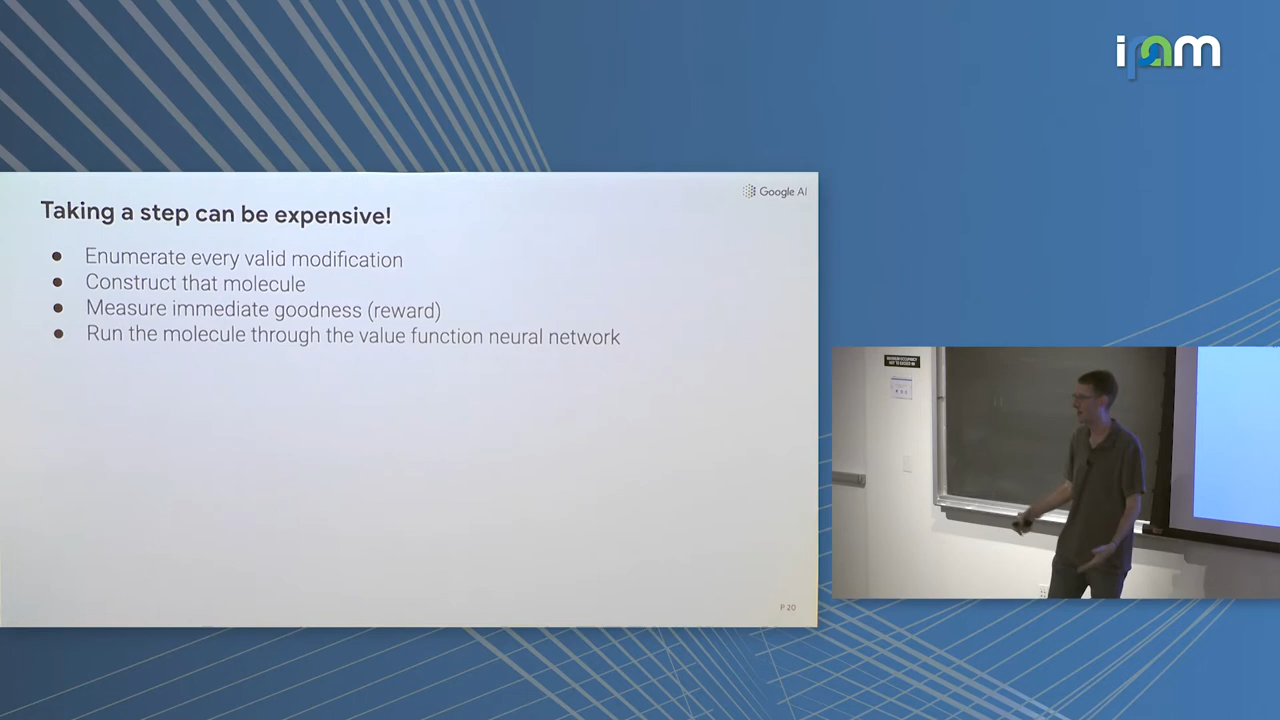 ipam
Google AI
Taking a step can be expensive!
● Enumerate every valid modification
● Construct that molecule
● Measure immediate goodness (reward)
● Run the molecule through the value function neural network
P 20